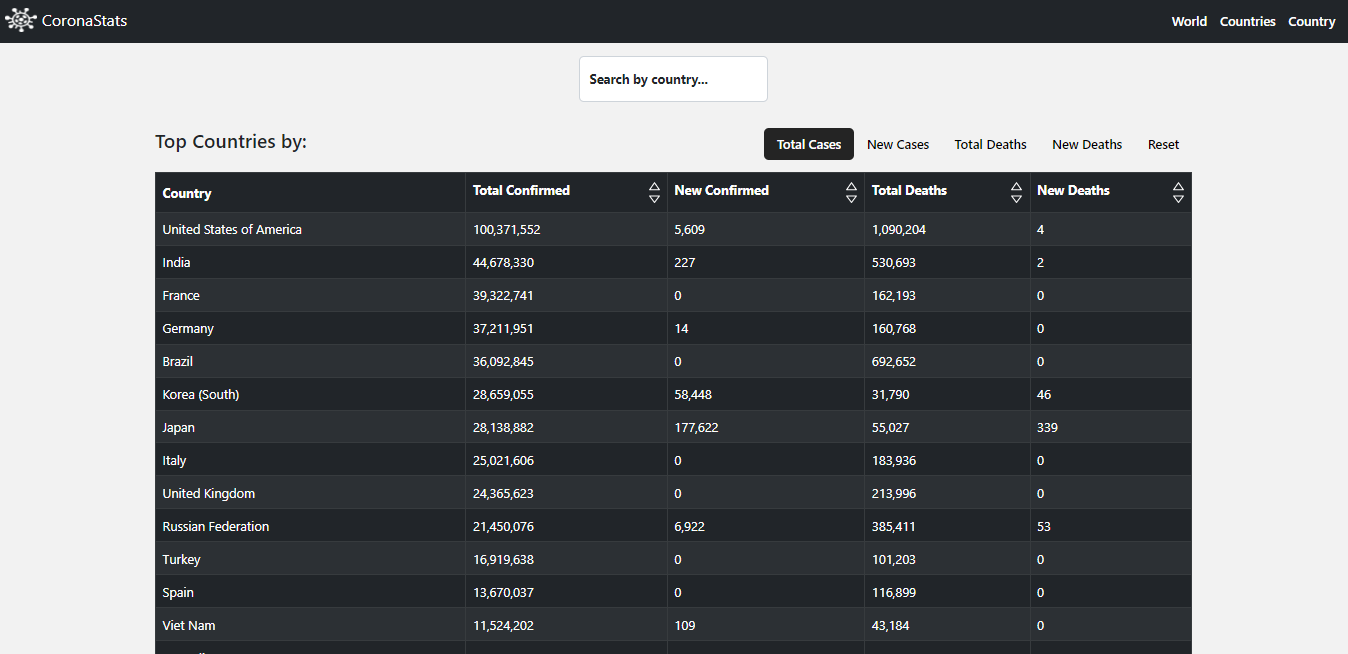 CoronaStats World Countries Country
Search by country...
Top Countries by: Total Cases New Cases Total Deaths New Deaths Reset
Country Total Confirmed New Confirmed Total Deaths New Deaths
United States of America 100,371,552 5,609 1,090,204 4
India 44,678,330 227 530,693 2
France 39,322,741 0 162,193 0
Germany 37,211,951 14 160,768 0
Brazil 36,092,845 0 692,652 0
Korea (South) 28,659,055 58,448 31,790 46
Japan 28,138,882 177,622 55,027 339
Italy 25,021,606 0 183,936 0
United Kingdom 24,365,623 0 213,996 0
Russian Federation 21,450,076 6,922 385,411 53
Turkey 16,919,638 0 101,203 0
Spain 13,670,037 0 116,899 0
Viet Nam 11,524,202 109 43,184 0